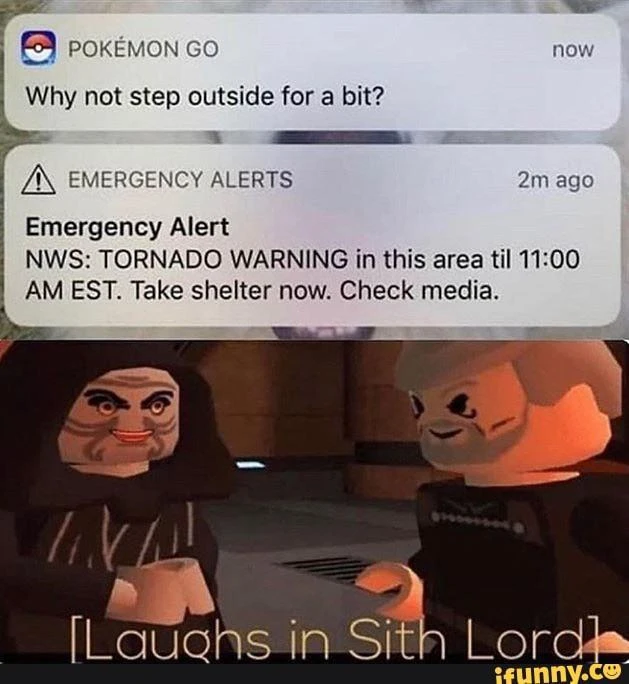 POKÉMON GO now
Why not step outside for a bit?
EMERGENCY ALERTS 2m ago
Emergency Alert
NWS: TORNADO WARNING in this area til 11:00
AM EST. Take shelter now. Check media.
[Laughs in Sith Lord]
ifunny.co